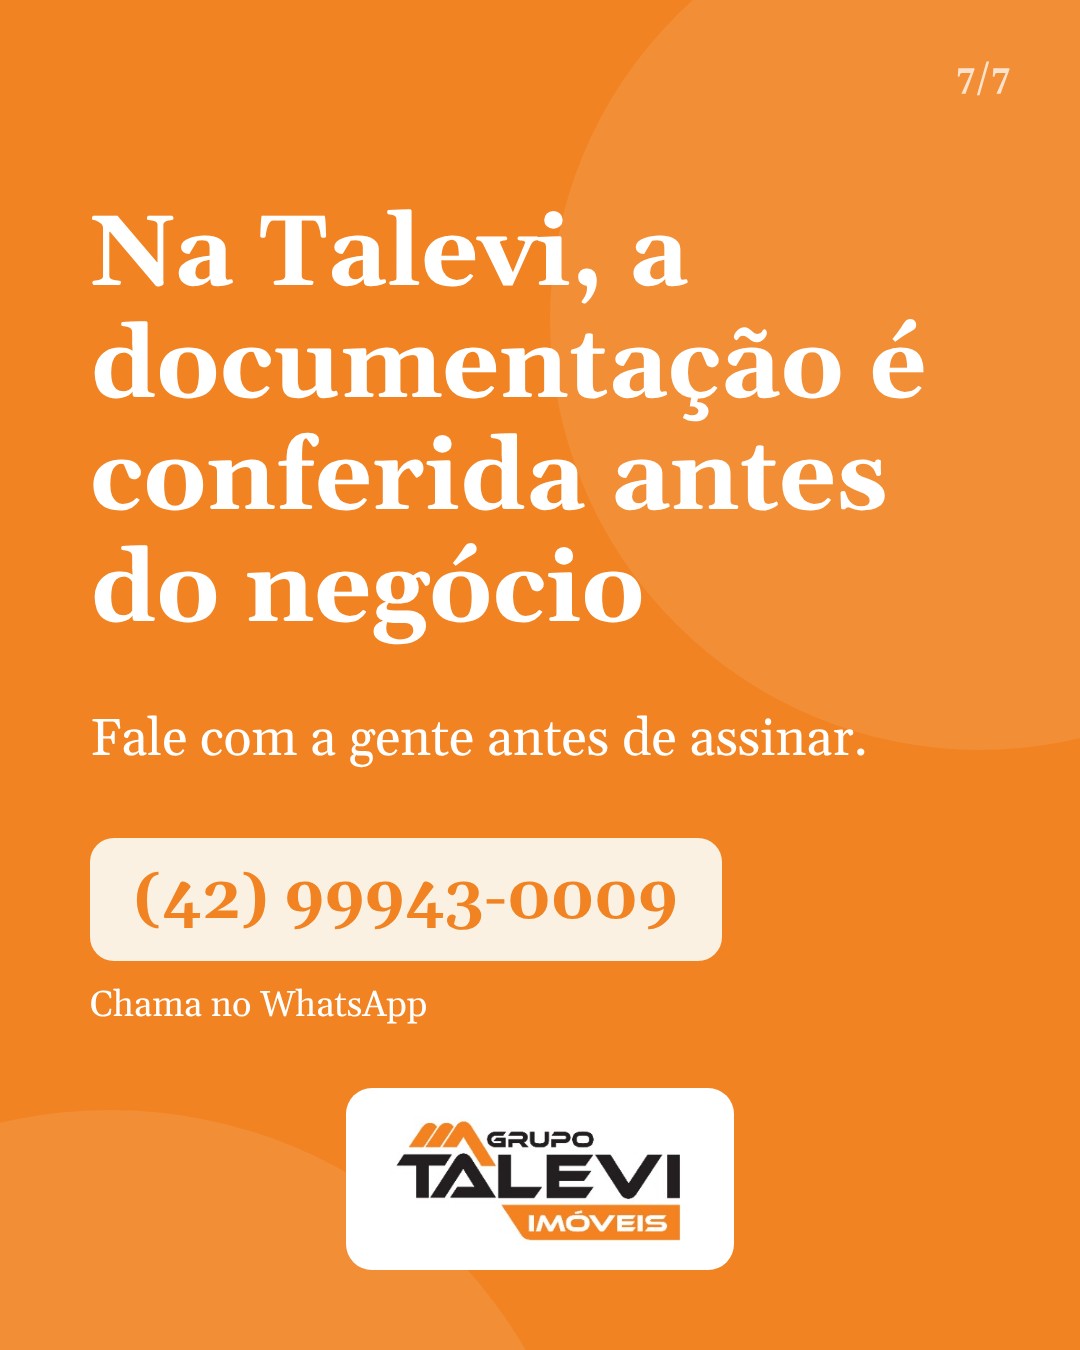 7/7
Na Talevi, a
documentação é
conferida antes
do negócio
Fale com a gente antes de assinar.
(42) 99943-0009
Chama no WhatsApp
GRUPO
TALEVI
IMÓVEIS